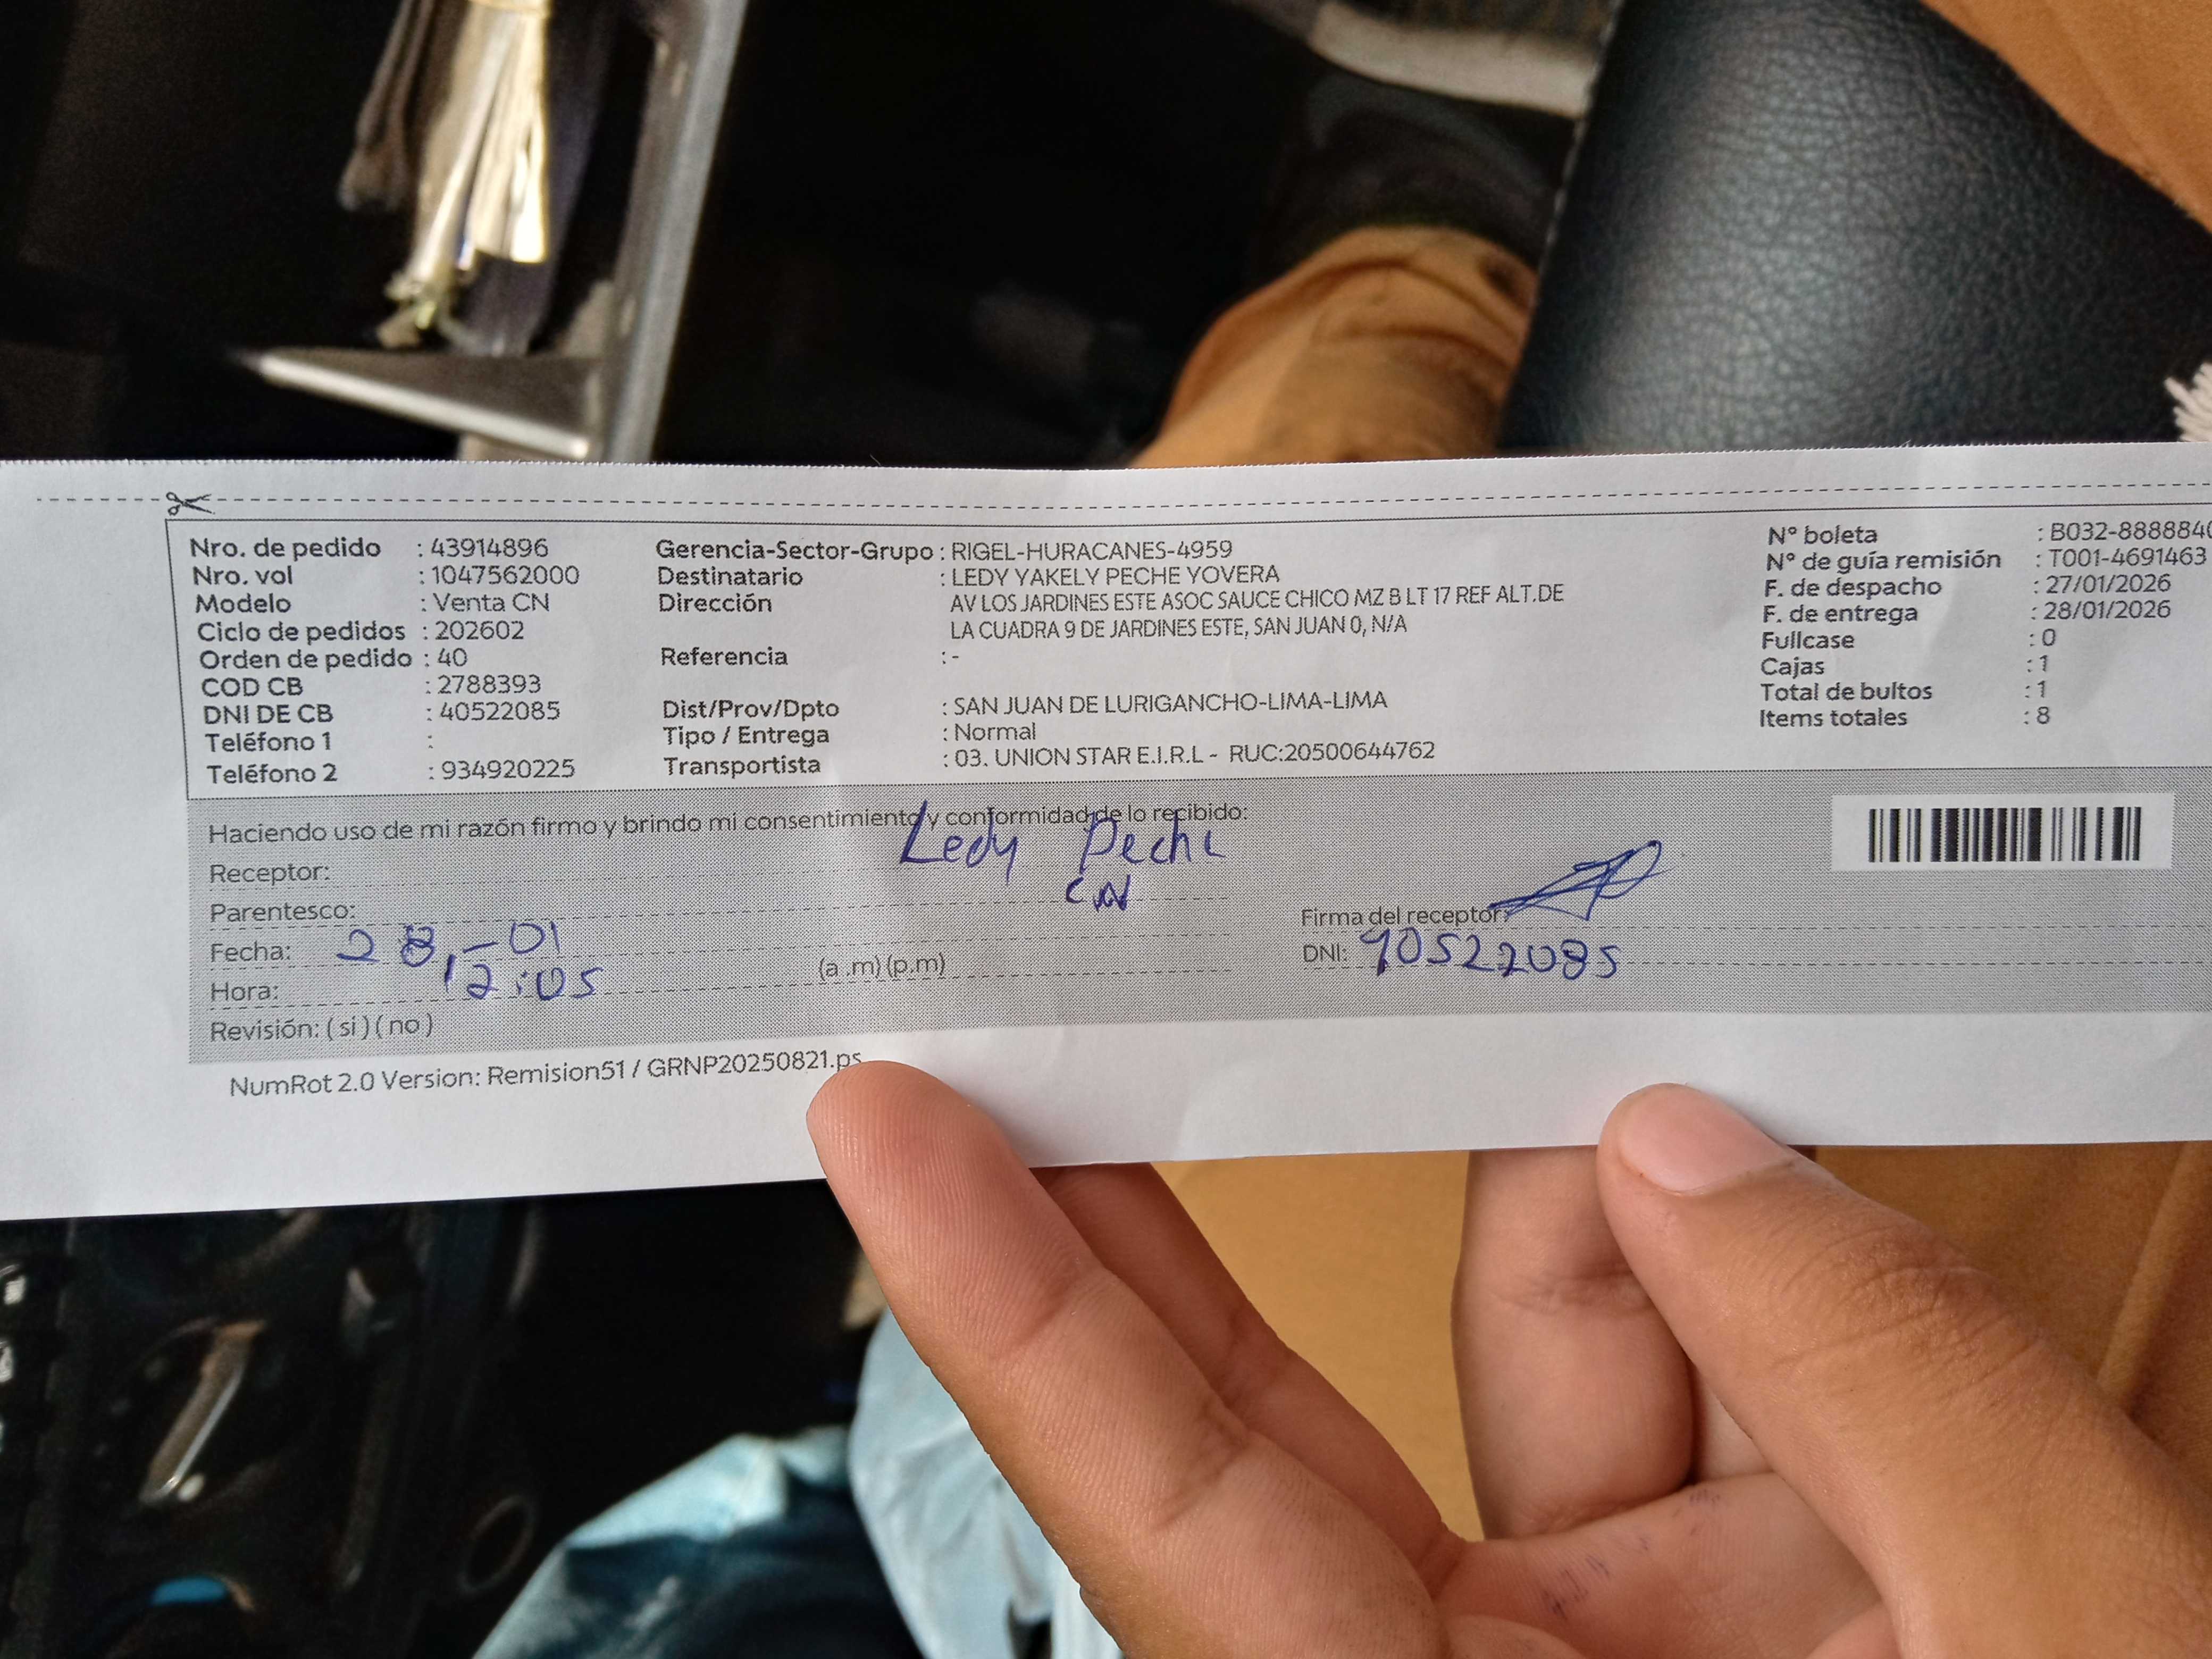 Nro. de pedido : 43914896
Nro. vol : 1047562000
Modelo : Venta CN
Ciclo de pedidos : 202602
Orden de pedido : 40
COD CB : 2788393
DNI DE CB : 40522085
Teléfono 1 :
Teléfono 2 : 934920225
Gerencia-Sector-Grupo : RIGEL-HURACANES-4959
Destinatario : LEDY YAKELY PECHE YOVERA
Dirección AV LOS JARDINES ESTE ASOC SAUCE CHICO MZ B LT 17 REF ALT.DE
LA CUADRA 9 DE JARDINES ESTE, SAN JUAN 0, N/A
Referencia : -
Dist/Prov/Dpto : SAN JUAN DE LURIGANCHO-LIMA-LIMA
Tipo / Entrega : Normal
Transportista : 03. UNION STAR E.I.R.L - RUC:20500644762
N° boleta : B032-888884
N° de guía remisión : T001-4691463
F. de despacho : 27/01/2026
F. de entrega : 28/01/2026
Fullcase : 0
Cajas : 1
Total de bultos : 1
Items totales : 8
Haciendo uso de mi razón firmo y brindo mi consentimiento y conformidad de lo recibido:
Receptor: Ledy Peche
Parentesco: CN
Fecha: 28-01
Hora: 12:05 (a .m) (p.m)
Revisión: ( si ) ( no )
Firma del receptor:
DNI: 40522085
NumRot 2.0 Version: Remision51 / GRNP20250821.ps